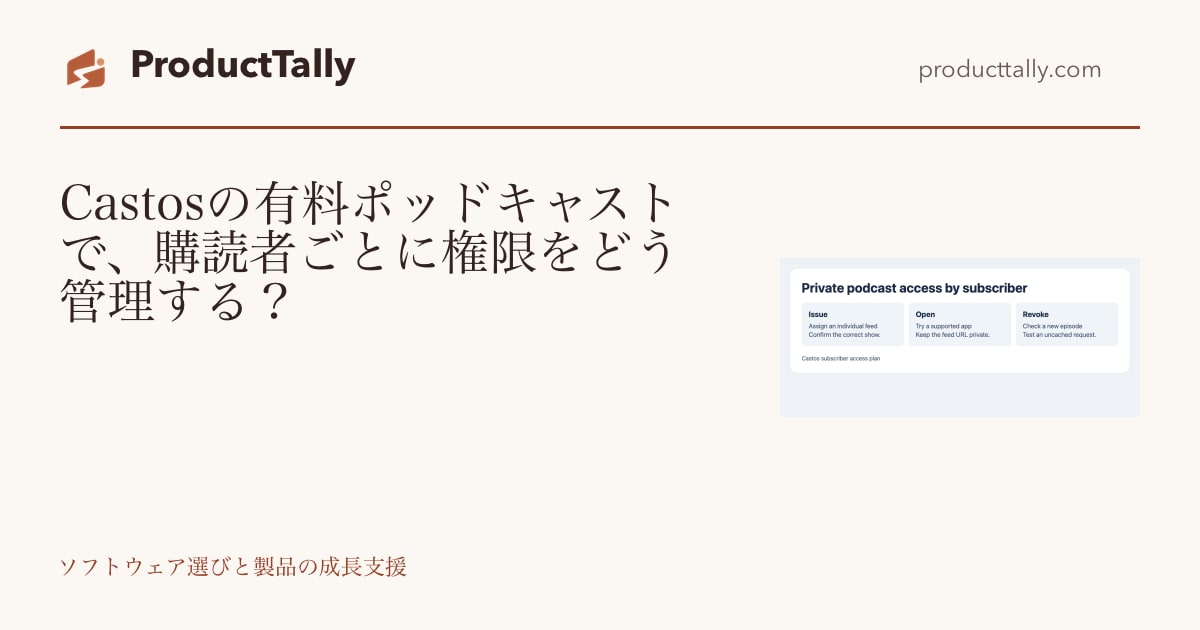 ProductTally
producttally.com
Castosの有料ポッドキャスト
で、購読者ごとに権限をどう
管理する？
Private podcast access by subscriber
Issue
Assign an individual feed
Confirm the correct show.
Open
Try a supported app
Keep the feed URL private.
Revoke
Check a new episode
Test an uncached request.
Castos subscriber access plan
ソフトウェア選びと製品の成長支援